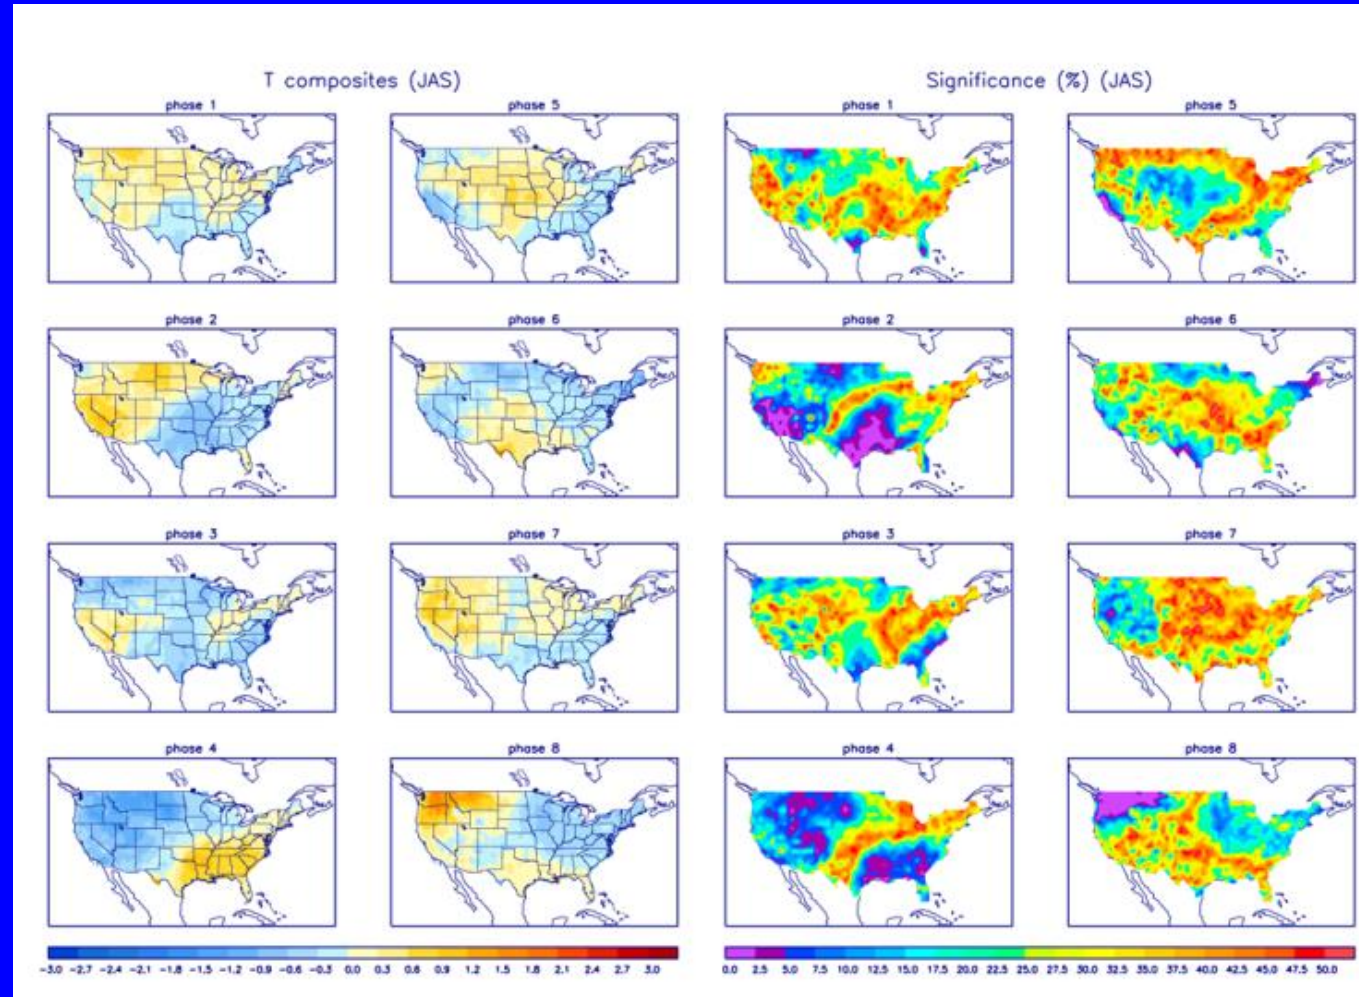 T composites (JAS)
Significance (%) (JAS)
phase 1
phase 5
phase 1
phase 5
phase 2
phase 6
phase 2
phase 6
phase 3
phase 7
phase 3
phase 7
phase 4
phase 8
phase 4
phase 8
-3.0 -2.7 -2.4 -2.1 -1.8 -1.5 -1.2 -0.9 -0.6 -0.3 0.0 0.3 0.6 0.9 1.2 1.5 1.8 2.1 2.4 2.7 3.0
0.0 2.5 5.0 7.5 10.0 12.5 15.0 17.5 20.0 22.5 25.0 27.5 30.0 32.5 35.0 37.5 40.0 42.5 45.0 47.5 50.0